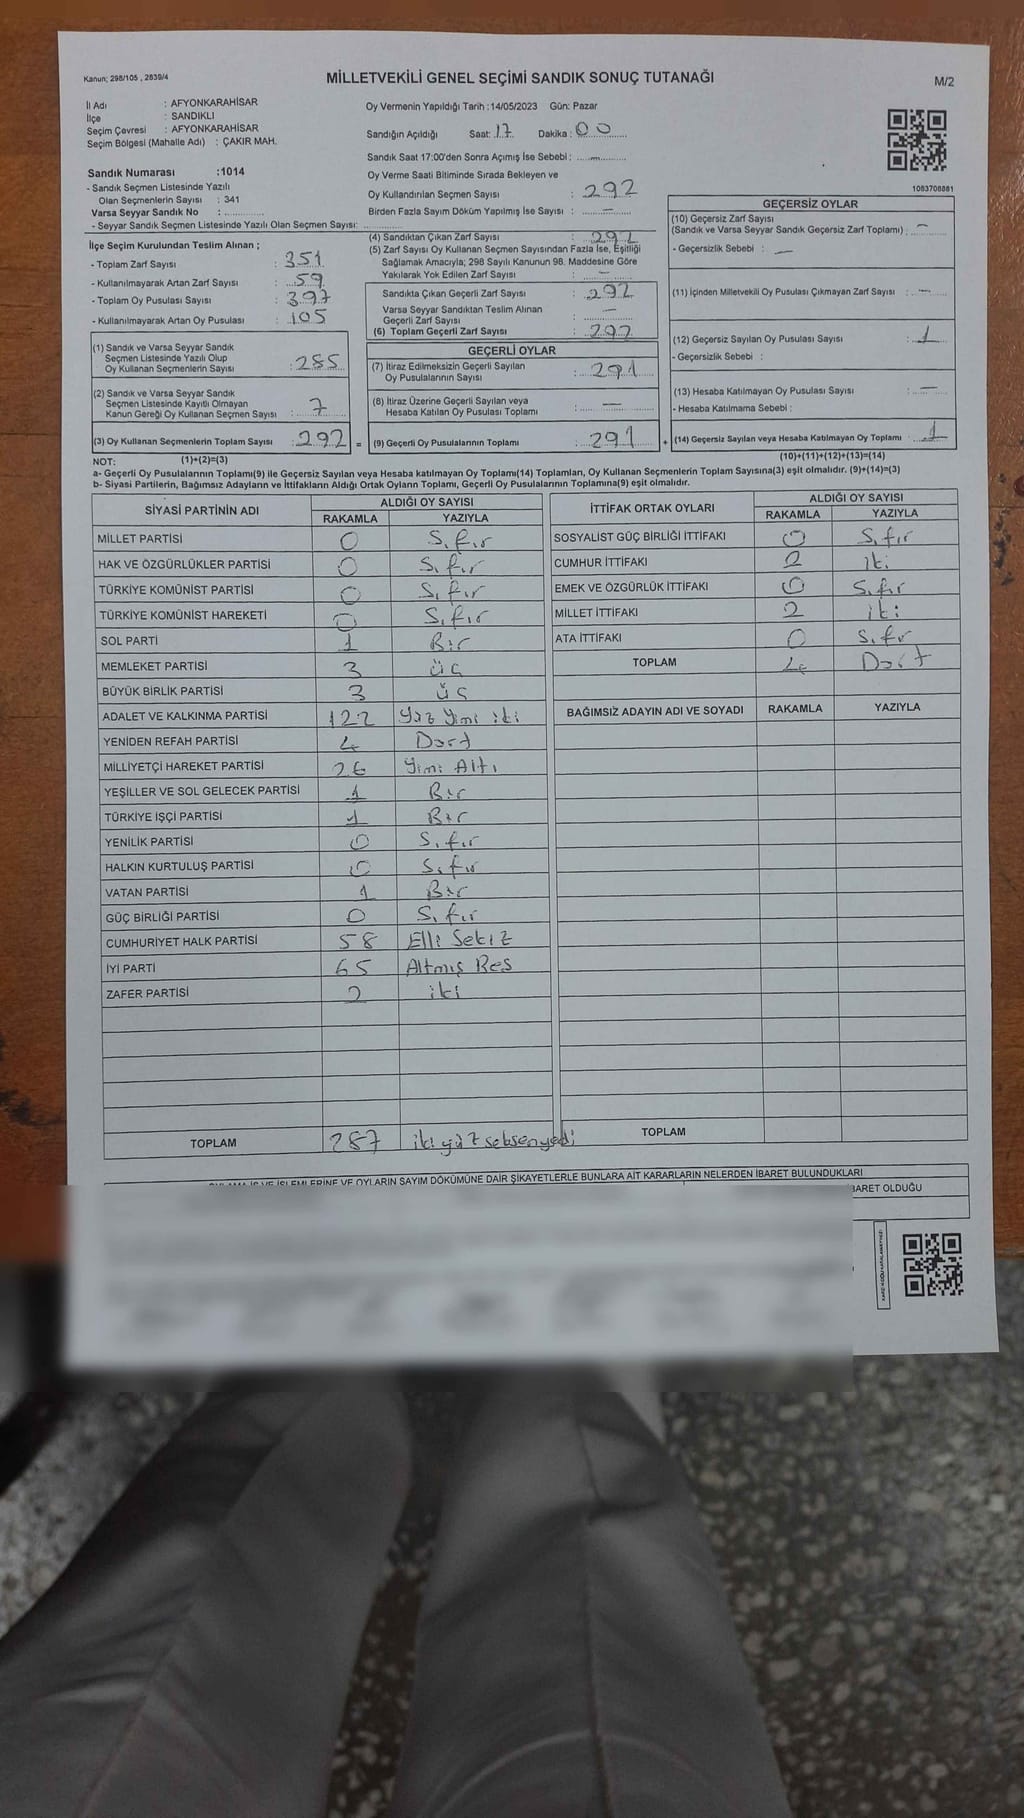 Kanun; 298/105 , 2839/4
MİLLETVEKİLİ GENEL SEÇİMİ SANDIK SONUÇ TUTANAĞI
M/2
İl Adı : AFYONKARAHİSAR
İlçe : SANDIKLI
Seçim Çevresi : AFYONKARAHİSAR
Seçim Bölgesi (Mahalle Adı) : ÇAKIR MAH.
Sandık Numarası :1014
- Sandık Seçmen Listesinde Yazılı
Olan Seçmenlerin Sayısı : 341
Varsa Seyyar Sandık No :
- Seyyar Sandık Seçmen Listesinde Yazılı Olan Seçmen Sayısı:
İlçe Seçim Kurulundan Teslim Alınan ;
- Toplam Zarf Sayısı : 351
- Kullanılmayarak Artan Zarf Sayısı : 59
- Toplam Oy Pusulası Sayısı : 397
- Kullanılmayarak Artan Oy Pusulası : 105
(1) Sandık ve Varsa Seyyar Sandık
Seçmen Listesinde Yazılı Olup
Oy Kullanan Seçmenlerin Sayısı : 285
(2) Sandık ve Varsa Seyyar Sandık
Seçmen Listesinde Kayıtlı Olmayan
Kanun Gereği Oy Kullanan Seçmen Sayısı : 7
(3) Oy Kullanan Seçmenlerin Toplam Sayısı : 292 =
Oy Vermenin Yapıldığı Tarih :14/05/2023 Gün: Pazar
Sandığın Açıldığı Saat: 17 Dakika : 00
Sandık Saat 17:00'den Sonra Açımış İse Sebebi : —
Oy Verme Saati Bitiminde Sırada Bekleyen ve
Oy Kullandırılan Seçmen Sayısı : 292
Birden Fazla Sayım Döküm Yapılmış İse Sayısı : —
(4) Sandıktan Çıkan Zarf Sayısı : 292
(5) Zarf Sayısı Oy Kullanan Seçmen Sayısından Fazla İse, Eşitliği
Sağlamak Amacıyla; 298 Sayılı Kanunun 98. Maddesine Göre
Yakılarak Yok Edilen Zarf Sayısı : —
Sandıkta Çıkan Geçerli Zarf Sayısı : 292
Varsa Seyyar Sandıktan Teslim Alınan
Geçerli Zarf Sayısı : —
(6) Toplam Geçerli Zarf Sayısı : 292
GEÇERLİ OYLAR
(7) İtiraz Edilmeksizin Geçerli Sayılan
Oy Pusulalarının Sayısı : 291
(8) İtiraz Üzerine Geçerli Sayılan veya
Hesaba Katılan Oy Pusulası Toplamı : —
(9) Geçerli Oy Pusulalarının Toplamı : 291 +
1083708881
GEÇERSİZ OYLAR
(10) Geçersiz Zarf Sayısı
(Sandık ve Varsa Seyyar Sandık Geçersiz Zarf Toplamı) : —
- Geçersizlik Sebebi : —
(11) İçinden Milletvekili Oy Pusulası Çıkmayan Zarf Sayısı : —
(12) Geçersiz Sayılan Oy Pusulası Sayısı : 1
- Geçersizlik Sebebi :
(13) Hesaba Katılmayan Oy Pusulası Sayısı : —
- Hesaba Katılmama Sebebi :
(14) Geçersiz Sayılan veya Hesaba Katılmayan Oy Toplamı : 1
NOT: (1)+(2)=(3) (10)+(11)+(12)+(13)=(14)
a- Geçerli Oy Pusulalarının Toplamı(9) ile Geçersiz Sayılan veya Hesaba katılmayan Oy Toplamı(14) Toplamları, Oy Kullanan Seçmenlerin Toplam Sayısına(3) eşit olmalıdır. (9)+(14)=(3)
b- Siyasi Partilerin, Bağımsız Adayların ve İttifakların Aldığı Ortak Oyların Toplamı, Geçerli Oy Pusulalarının Toplamına(9) eşit olmalıdır.
SİYASİ PARTİNİN ADI ALDIĞI OY SAYISI
RAKAMLA YAZIYLA
MİLLET PARTİSİ 0 Sıfır
HAK VE ÖZGÜRLÜKLER PARTİSİ 0 Sıfır
TÜRKİYE KOMÜNİST PARTİSİ 0 Sıfır
TÜRKİYE KOMÜNİST HAREKETİ 0 Sıfır
SOL PARTİ 1 Bir
MEMLEKET PARTİSİ 3 üç
BÜYÜK BİRLİK PARTİSİ 3 üç
ADALET VE KALKINMA PARTİSİ 122 Yüz Yimi iki
YENİDEN REFAH PARTİSİ 4 Dört
MİLLİYETÇİ HAREKET PARTİSİ 26 Yimi Altı
YEŞİLLER VE SOL GELECEK PARTİSİ 1 Bir
TÜRKİYE İŞÇİ PARTİSİ 1 Bir
YENİLİK PARTİSİ 0 Sıfır
HALKIN KURTULUŞ PARTİSİ 0 Sıfır
VATAN PARTİSİ 1 Bir
GÜÇ BİRLİĞİ PARTİSİ 0 Sıfır
CUMHURİYET HALK PARTİSİ 58 Elli Sekiz
İYİ PARTİ 65 Altmış Beş
ZAFER PARTİSİ 2 iki
TOPLAM 287 iki yüz seksen yedi
İTTİFAK ORTAK OYLARI ALDIĞI OY SAYISI
RAKAMLA YAZIYLA
SOSYALİST GÜÇ BİRLİĞİ İTTİFAKI 0 Sıfır
CUMHUR İTTİFAKI 2 iki
EMEK VE ÖZGÜRLÜK İTTİFAKI 0 Sıfır
MİLLET İTTİFAKI 2 iki
ATA İTTİFAKI 0 Sıfır
TOPLAM 4 Dört
BAĞIMSIZ ADAYIN ADI VE SOYADI RAKAMLA YAZIYLA
TOPLAM
İŞLEMLERİNE VE OYLARIN SAYIM DÖKÜMÜNE DAİR ŞİKAYETLERLE BUNLARA AİT KARARLARIN NELERDEN İBARET BULUNDUKLARI
BARET OLDUĞU